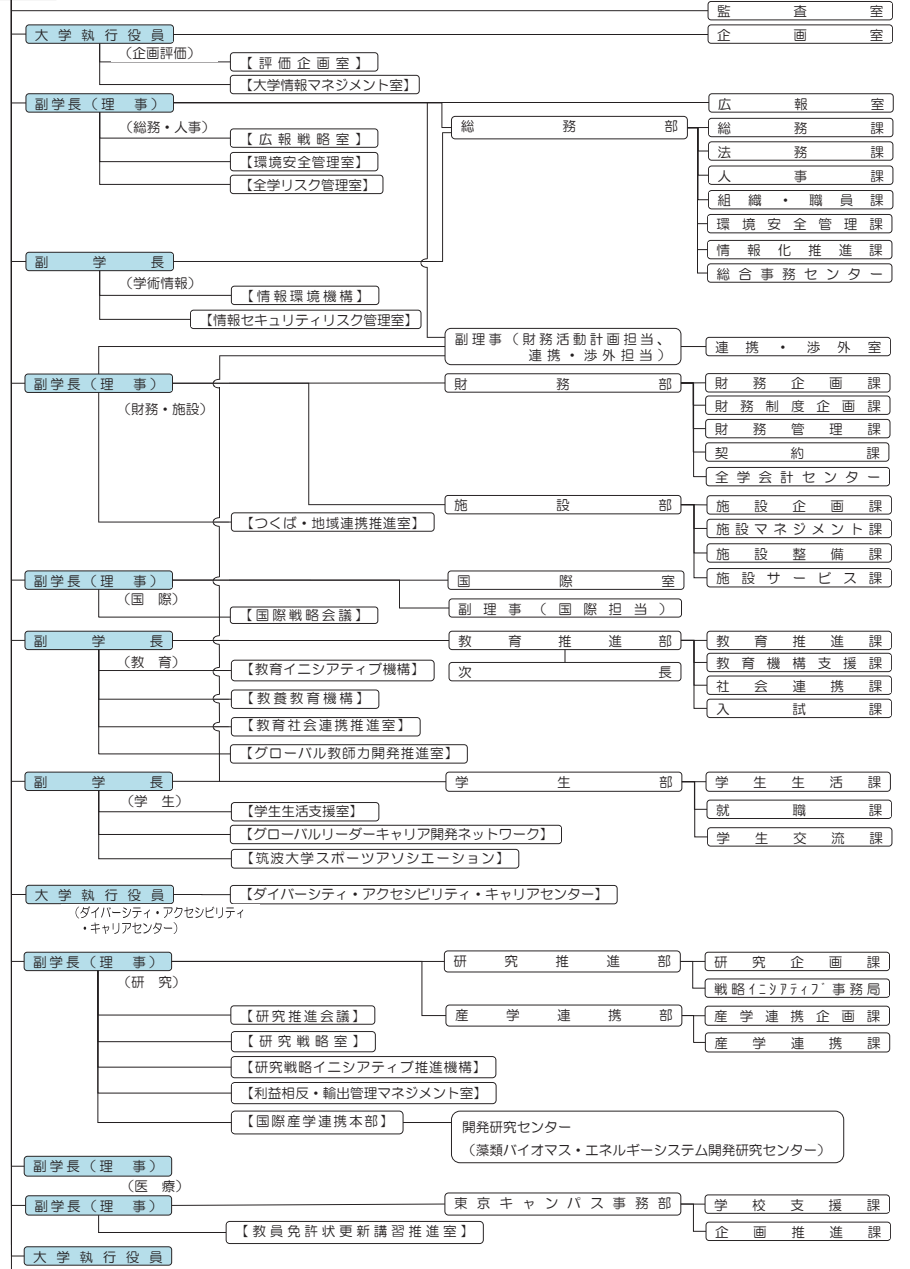 監査室
大学執行役員
企画室
(企画評価)
【評価企画室】
【大学情報マネジメント室】
副学長(理 事)
広報室
(総務・人事)
総務部
総務課
【広報戦略室】
法務課
【環境安全管理室】
人事課
【全学リスク管理室】
組織・職員課
環境安全管理課
情報化推進課
副学長
総合事務センター
(学術情報)
【情報環境機構】
【情報セキュリティリスク管理室】
副理事(財務活動計画担当、
連携・渉外担当)
連携・渉外室
副学長(理 事)
財務部
財務企画課
(財務・施設)
財務制度企画課
財務管理課
契約課
全学会計センター
施設部
施設企画課
【つくば・地域連携推進室】
施設マネジメント課
施設整備課
副学長(理 事)
国際室
施設サービス課
(国 際)
副理事(国際担当)
【国際戦略会議】
副学長
教育推進部
教育推進課
(教 育)
【教育イニシアティブ機構】
次長
教育機構支援課
社会連携課
【教養教育機構】
入試課
【教育社会連携推進室】
【グローバル教師力開発推進室】
副学長
学生部
学生生活課
(学 生)
【学生生活支援室】
就職課
【グローバルリーダーキャリア開発ネットワーク】
学生交流課
【筑波大学スポーツアソシエーション】
大学執行役員
【ダイバーシティ・アクセシビリティ・キャリアセンター】
(ダイバーシティ・アクセシビリティ
・キャリアセンター)
副学長(理 事)
研究推進部
研究企画課
(研 究)
戦略イニシアティブ事務局
【研究推進会議】
産学連携部
産学連携企画課
【研究戦略室】
産学連携課
【研究戦略イニシアティブ推進機構】
【利益相反・輸出管理マネジメント室】
【国際産学連携本部】
開発研究センター
(藻類バイオマス・エネルギーシステム開発研究センター)
副学長(理 事)
(医 療)
副学長(理 事)
東京キャンパス事務部
学校支援課
【教員免許状更新講習推進室】
企画推進課
大学執行役員